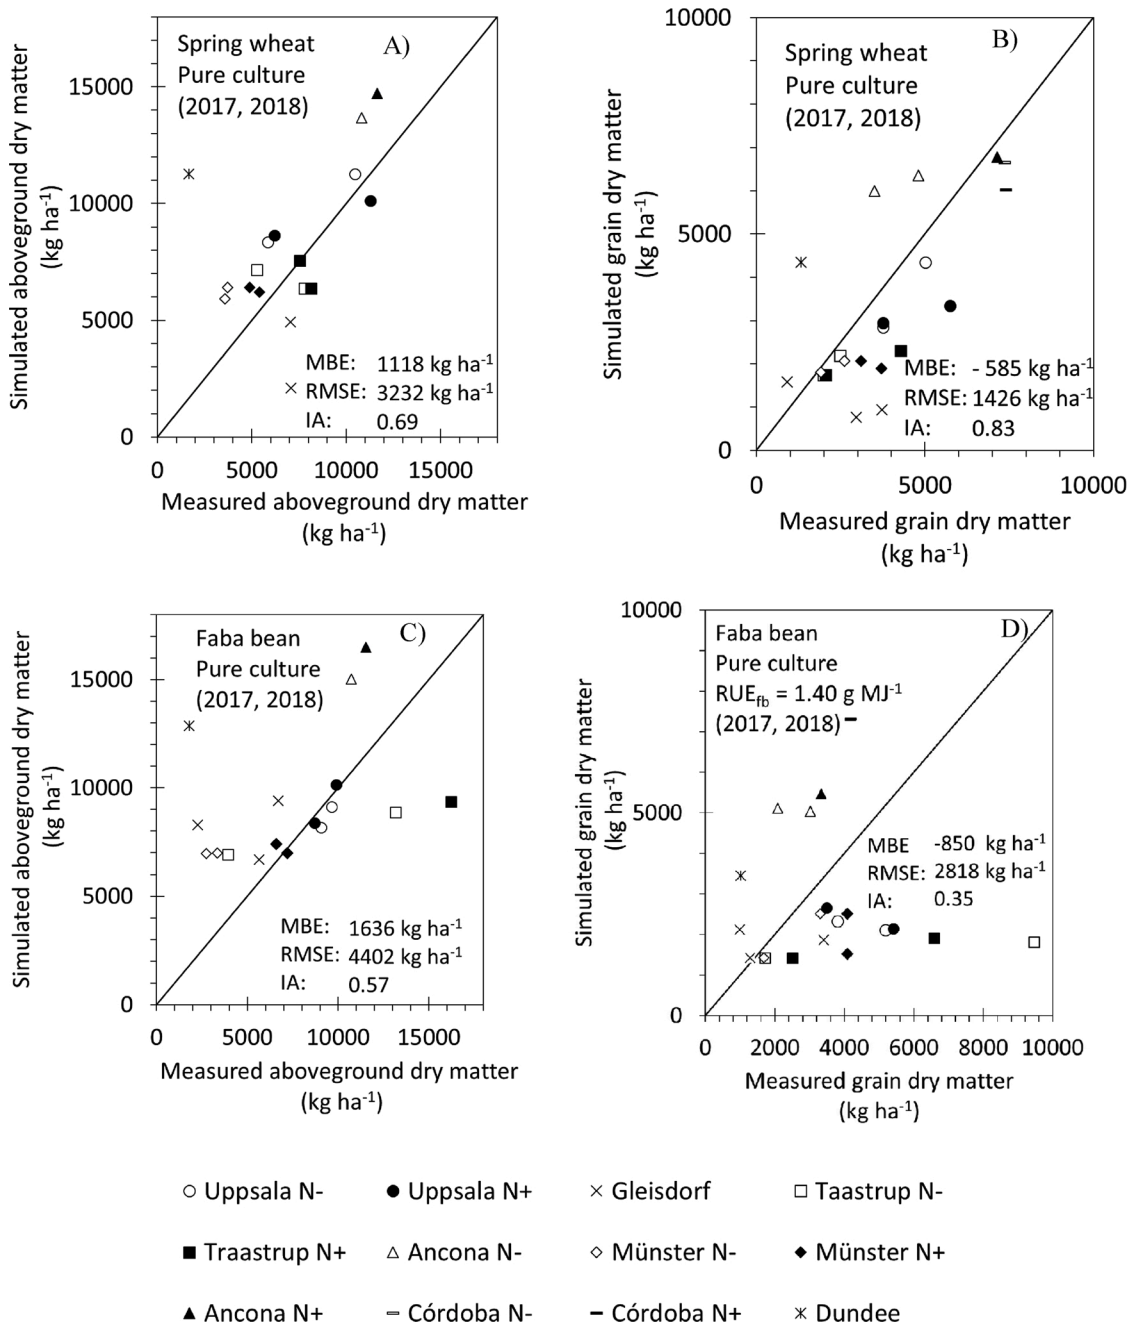 A)
Spring wheat
Pure culture
(2017, 2018)
Simulated aboveground dry matter
(kg ha-1)
15000
10000
5000
0
MBE: 1118 kg ha-1
RMSE: 3232 kg ha-1
IA: 0.69
0 5000 10000 15000
Measured aboveground dry matter
(kg ha-1)
B)
Spring wheat
Pure culture
(2017, 2018)
Simulated grain dry matter
(kg ha-1)
10000
5000
0
MBE: - 585 kg ha-1
RMSE: 1426 kg ha-1
IA: 0.83
0 5000 10000
Measured grain dry matter
(kg ha-1)
C)
Faba bean
Pure culture
(2017, 2018)
Simulated aboveground dry matter
(kg ha-1)
15000
10000
5000
0
MBE: 1636 kg ha-1
RMSE: 4402 kg ha-1
IA: 0.57
0 5000 10000 15000
Measured aboveground dry matter
(kg ha-1)
D)
Faba bean
Pure culture
RUEfb = 1.40 g MJ-1
(2017, 2018)
Simulated grain dry matter
(kg ha-1)
10000
5000
0
MBE -850 kg ha-1
RMSE: 2818 kg ha-1
IA: 0.35
0 2000 4000 6000 8000 10000
Measured grain dry matter
(kg ha-1)
Uppsala N- Uppsala N+ Gleisdorf Taastrup N-
Traastrup N+ Ancona N- Münster N- Münster N+
Ancona N+ Córdoba N- Córdoba N+ Dundee